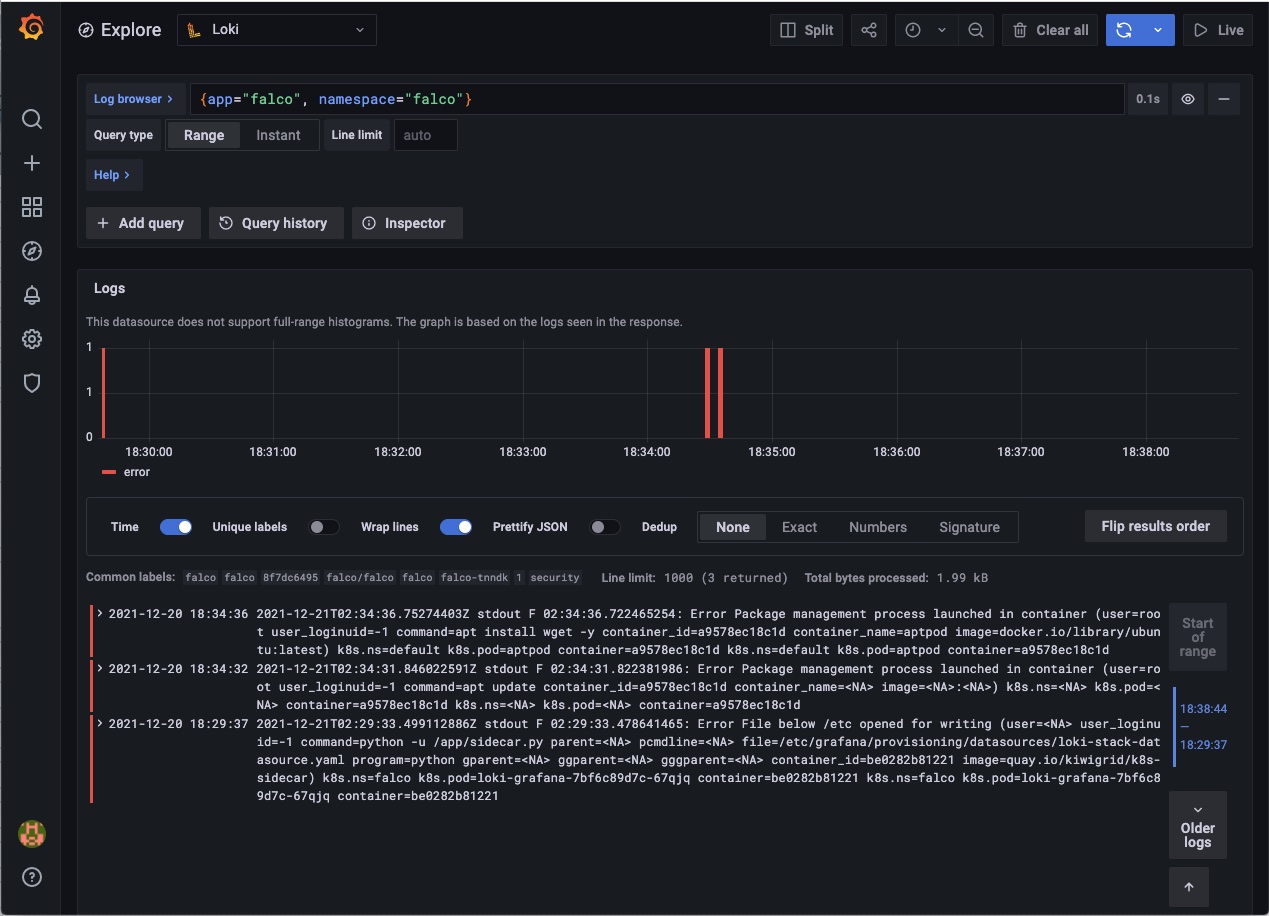 Explore
Loki
Split
Clear all
Live
Log browser >
{app="falco", namespace="falco"}
0.1s
Query type
Range
Instant
Line limit
auto
Help >
+ Add query
Query history
Inspector
Logs
This datasource does not support full-range histograms. The graph is based on the logs seen in the response.
1
1
0
18:30:00
18:31:00
18:32:00
18:33:00
18:34:00
18:35:00
18:36:00
18:37:00
18:38:00
error
Time
Unique labels
Wrap lines
Prettify JSON
Dedup
None
Exact
Numbers
Signature
Flip results order
Common labels: falco falco 8f7dc6495 falco/falco falco falco-tnndk 1 security Line limit: 1000 (3 returned) Total bytes processed: 1.99 kB
> 2021-12-20 18:34:36 2021-12-21T02:34:36.75274403Z stdout F 02:34:36.722465254: Error Package management process launched in container (user=roo
t user_loginuid=-1 command=apt install wget -y container_id=a9578ec18c1d container_name=aptpod image=docker.io/library/ubun
tu:latest) k8s.ns=default k8s.pod=aptpod container=a9578ec18c1d k8s.ns=default k8s.pod=aptpod container=a9578ec18c1d
> 2021-12-20 18:34:32 2021-12-21T02:34:31.846022591Z stdout F 02:34:31.822381986: Error Package management process launched in container (user=ro
ot user_loginuid=-1 command=apt update container_id=a9578ec18c1d container_name=<NA> image=<NA>:<NA>) k8s.ns=<NA> k8s.pod=<
NA> container=a9578ec18c1d k8s.ns=<NA> k8s.pod=<NA> container=a9578ec18c1d
> 2021-12-20 18:29:37 2021-12-21T02:29:33.499112886Z stdout F 02:29:33.478641465: Error File below /etc opened for writing (user=<NA> user_loginu
id=-1 command=python -u /app/sidecar.py parent=<NA> pcmdline=<NA> file=/etc/grafana/provisioning/datasources/loki-stack-dat
asource.yaml program=python gparent=<NA> ggparent=<NA> gggparent=<NA> container_id=be0282b81221 image=quay.io/kiwigrid/k8s-
sidecar) k8s.ns=falco k8s.pod=loki-grafana-7bf6c89d7c-67qjq container=be0282b81221 k8s.ns=falco k8s.pod=loki-grafana-7bf6c8
9d7c-67qjq container=be0282b81221
Start
of
range
18:38:44
—
18:29:37
Older
logs